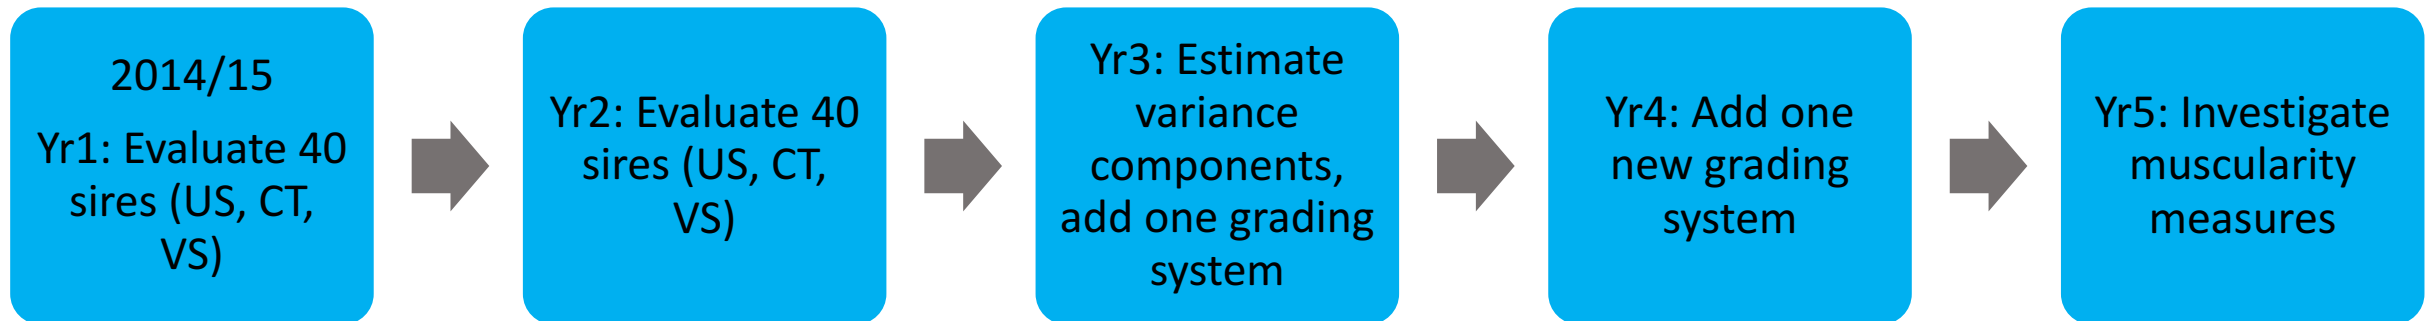 2014/15
Yr1: Evaluate 40
sires (US, CT,
VS)
Yr2: Evaluate 40
sires (US, CT,
VS)
Yr3: Estimate
variance
components,
add one grading
system
Yr4: Add one
new grading
system
Yr5: Investigate
muscularity
measures